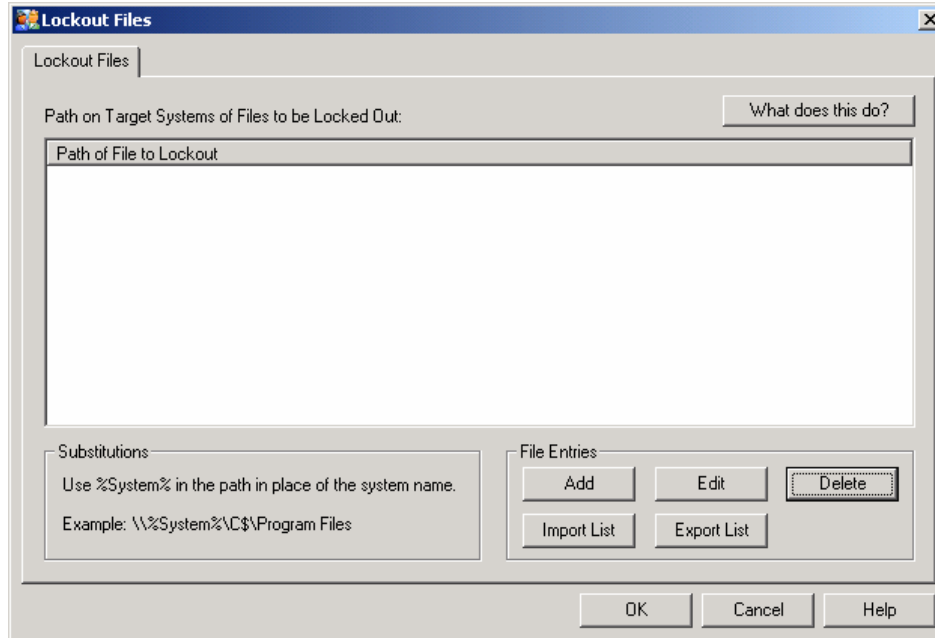 Lockout Files
Lockout Files
Path on Target Systems of Files to be Locked Out:
What does this do?
Path of File to Lockout
Substitutions
Use %System% in the path in place of the system name.
Example: \\%System%\C$\Program Files
File Entries
Add
Edit
Delete
Import List
Export List
OK
Cancel
Help